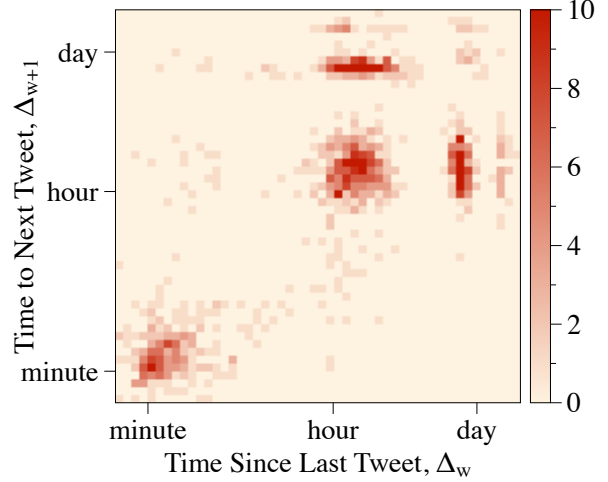 Time to Next Tweet, Δw+1
day
hour
minute
minute
hour
day
Time Since Last Tweet, Δw
10
8
6
4
2
0